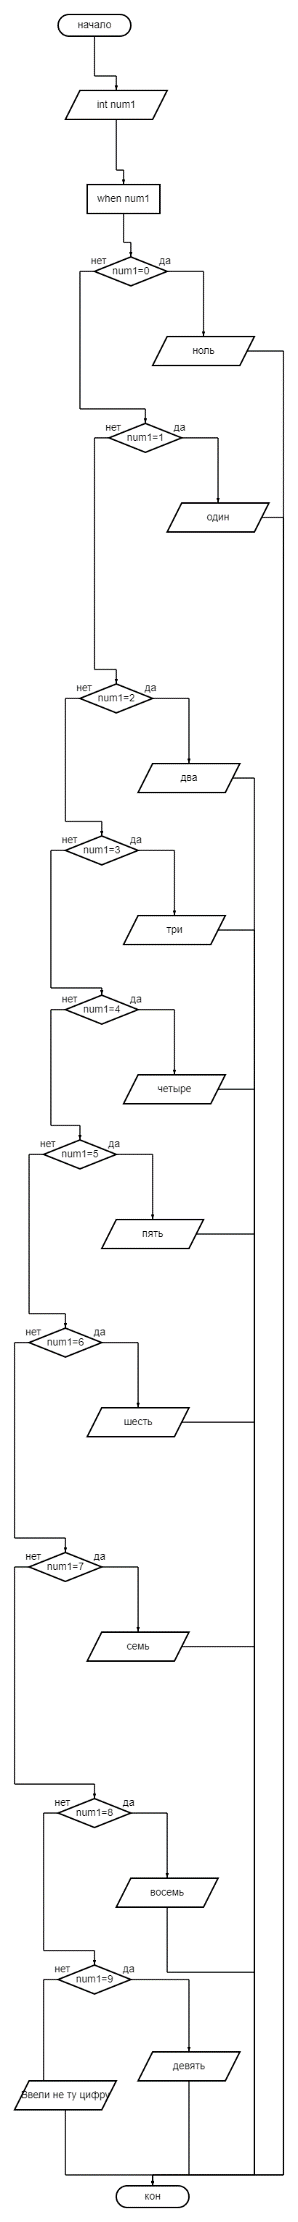 начало
int num1
when num1
нет да
num1=0
ноль
нет да
num1=1
один
нет да
num1=2
два
нет да
num1=3
три
нет да
num1=4
четыре
нет да
num1=5
пять
нет да
num1=6
шесть
нет да
num1=7
семь
нет да
num1=8
восемь
нет да
num1=9
девять
Ввели не ту цифру
кон